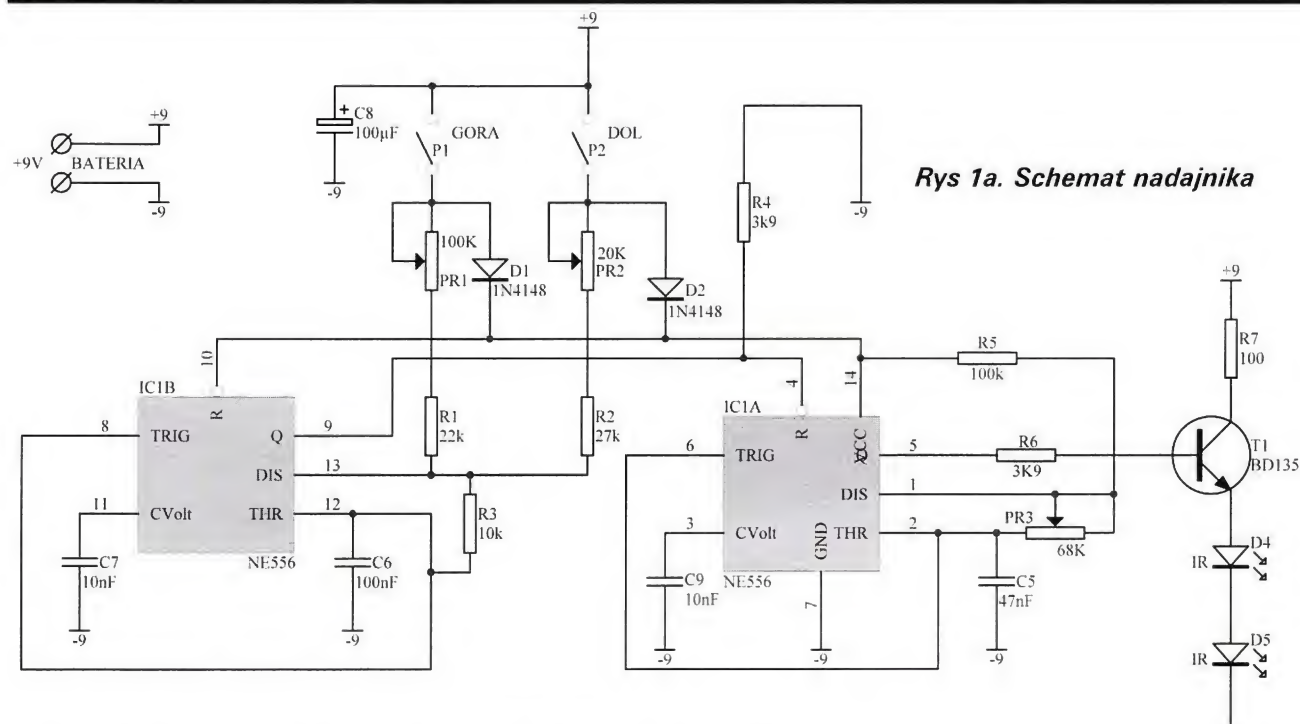 +9
C8
100µF
+
-9
P1
GORA
P2
DOL
+9V
BATERIA
+9
-9
R4
3k9
-9
Rys 1a. Schemat nadajnika
100K
PR1
D1
1N4148
20K
PR2
D2
1N4148
+9
R7
100
10
R5
100k
14
4
IC1B
R
8
TRIG
Q
9
DIS
13
11
CVolt
THR
12
NE556
R1
22k
R2
27k
R3
10k
C7
10nF
-9
C6
100nF
-9
IC1A
R
VCC
6
TRIG
5
DIS
1
3
CVolt
GND
THR
2
NE556
7
-9
R6
3K9
T1
BD135
PR3
68K
C9
10nF
-9
C5
47nF
-9
IR
D4
IR
D5